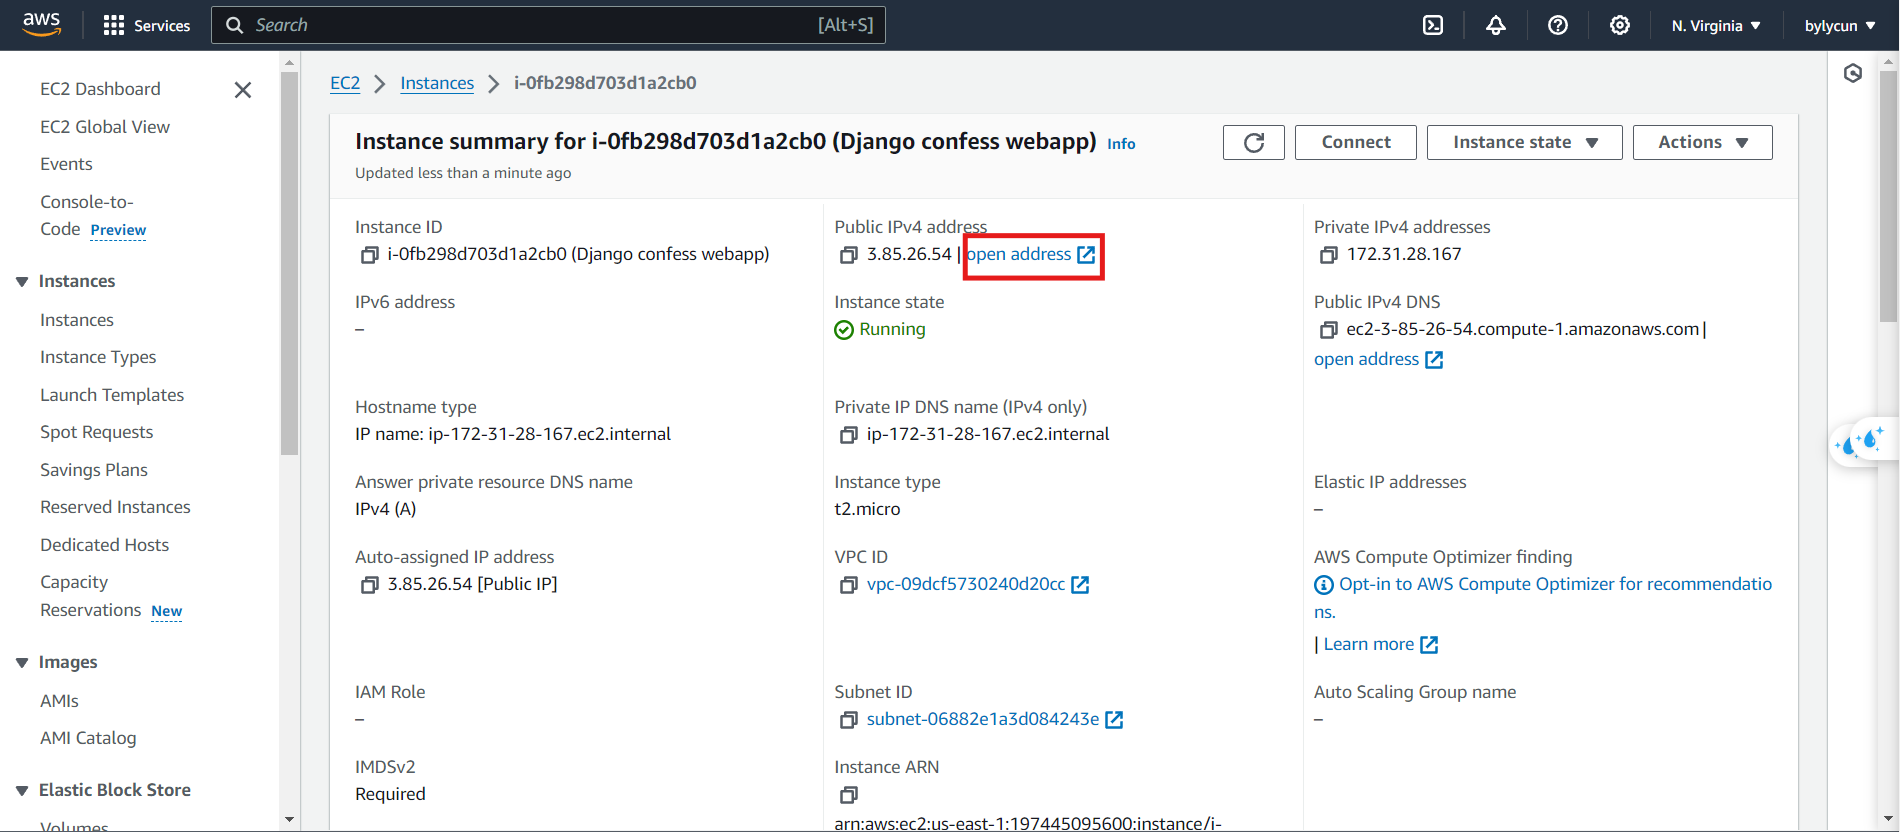 aws
Services
Search
[Alt+S]
N. Virginia
bylycun
EC2 Dashboard
EC2 Global View
Events
Console-to-
Code Preview
Instances
Instances
Instance Types
Launch Templates
Spot Requests
Savings Plans
Reserved Instances
Dedicated Hosts
Capacity
Reservations New
Images
AMIs
AMI Catalog
Elastic Block Store
Volumes
EC2 > Instances > i-0fb298d703d1a2cb0
Instance summary for i-0fb298d703d1a2cb0 (Django confess webapp) Info
Updated less than a minute ago
Connect
Instance state
Actions
Instance ID
i-0fb298d703d1a2cb0 (Django confess webapp)
Public IPv4 address
3.85.26.54 | open address
Private IPv4 addresses
172.31.28.167
IPv6 address
–
Instance state
Running
Public IPv4 DNS
ec2-3-85-26-54.compute-1.amazonaws.com |
open address
Hostname type
IP name: ip-172-31-28-167.ec2.internal
Private IP DNS name (IPv4 only)
ip-172-31-28-167.ec2.internal
Answer private resource DNS name
IPv4 (A)
Instance type
t2.micro
Elastic IP addresses
–
Auto-assigned IP address
3.85.26.54 [Public IP]
VPC ID
vpc-09dcf5730240d20cc
AWS Compute Optimizer finding
Opt-in to AWS Compute Optimizer for recommendatio
ns.
| Learn more
IAM Role
–
Subnet ID
subnet-06882e1a3d084243e
Auto Scaling Group name
–
IMDSv2
Required
Instance ARN
arn:aws:ec2:us-east-1:197445095600:instance/i-